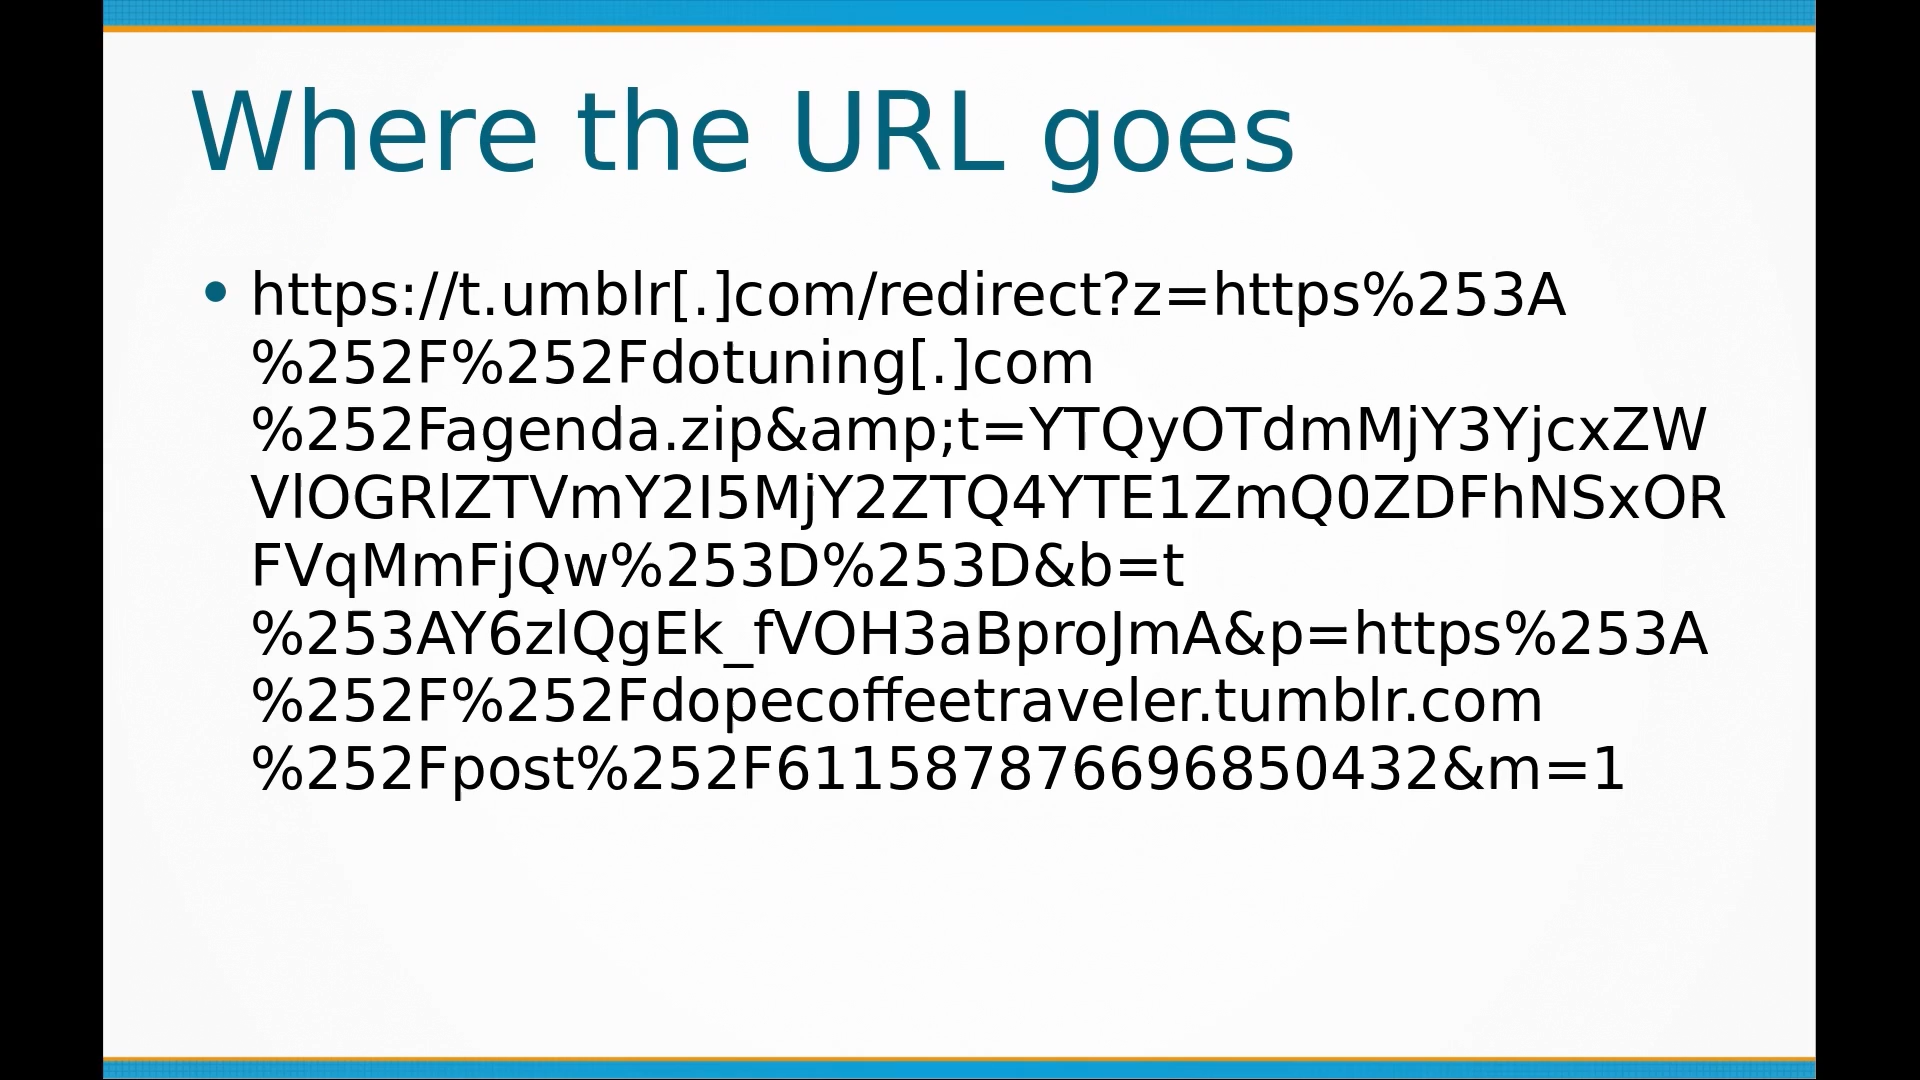 Where the URL goes
• https://t.umblr[.]com/redirect?z=https%253A
%252F%252Fdotuning[.]com
%252Fagenda.zip&amp;t=YTQyOTdmMjY3YjcxZW
VlOGRlZTVmY2I5MjY2ZTQ4YTE1ZmQ0ZDFhNSxOR
FVqMmFjQw%253D%253D&b=t
%253AY6zlQgEk_fVOH3aBproJmA&p=https%253A
%252F%252Fdopecoffeetraveler.tumblr.com
%252Fpost%252F611587876696850432&m=1